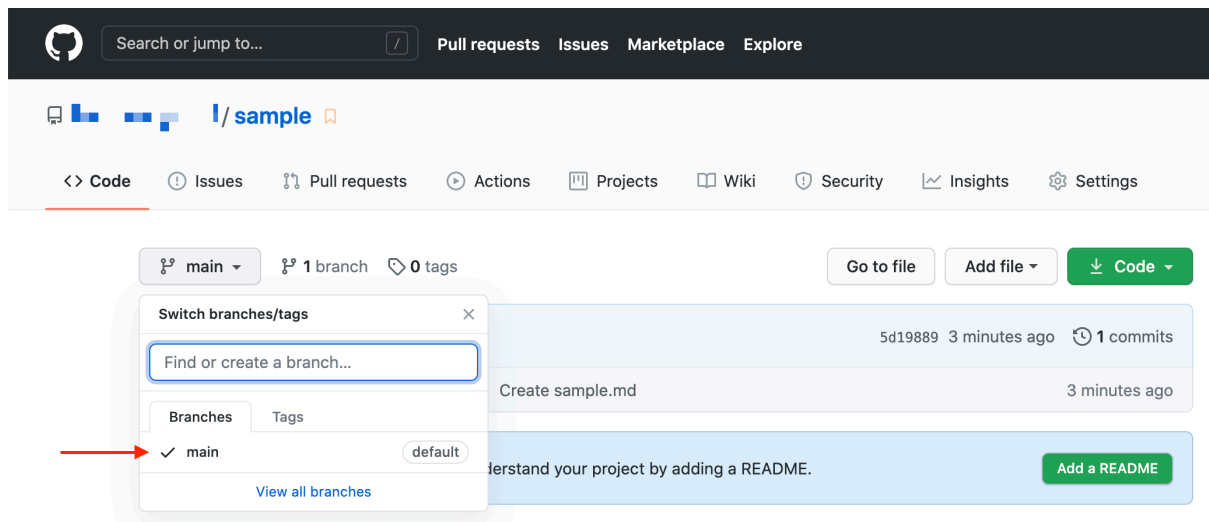 Search or jump to... / Pull requests Issues Marketplace Explore
/ sample
<> Code Issues Pull requests Actions Projects Wiki Security Insights Settings
main 1 branch 0 tags Go to file Add file Code
Switch branches/tags
Find or create a branch...
5d19889 3 minutes ago 1 commits
Create sample.md 3 minutes ago
Branches Tags
main default
derstand your project by adding a README. Add a README
View all branches